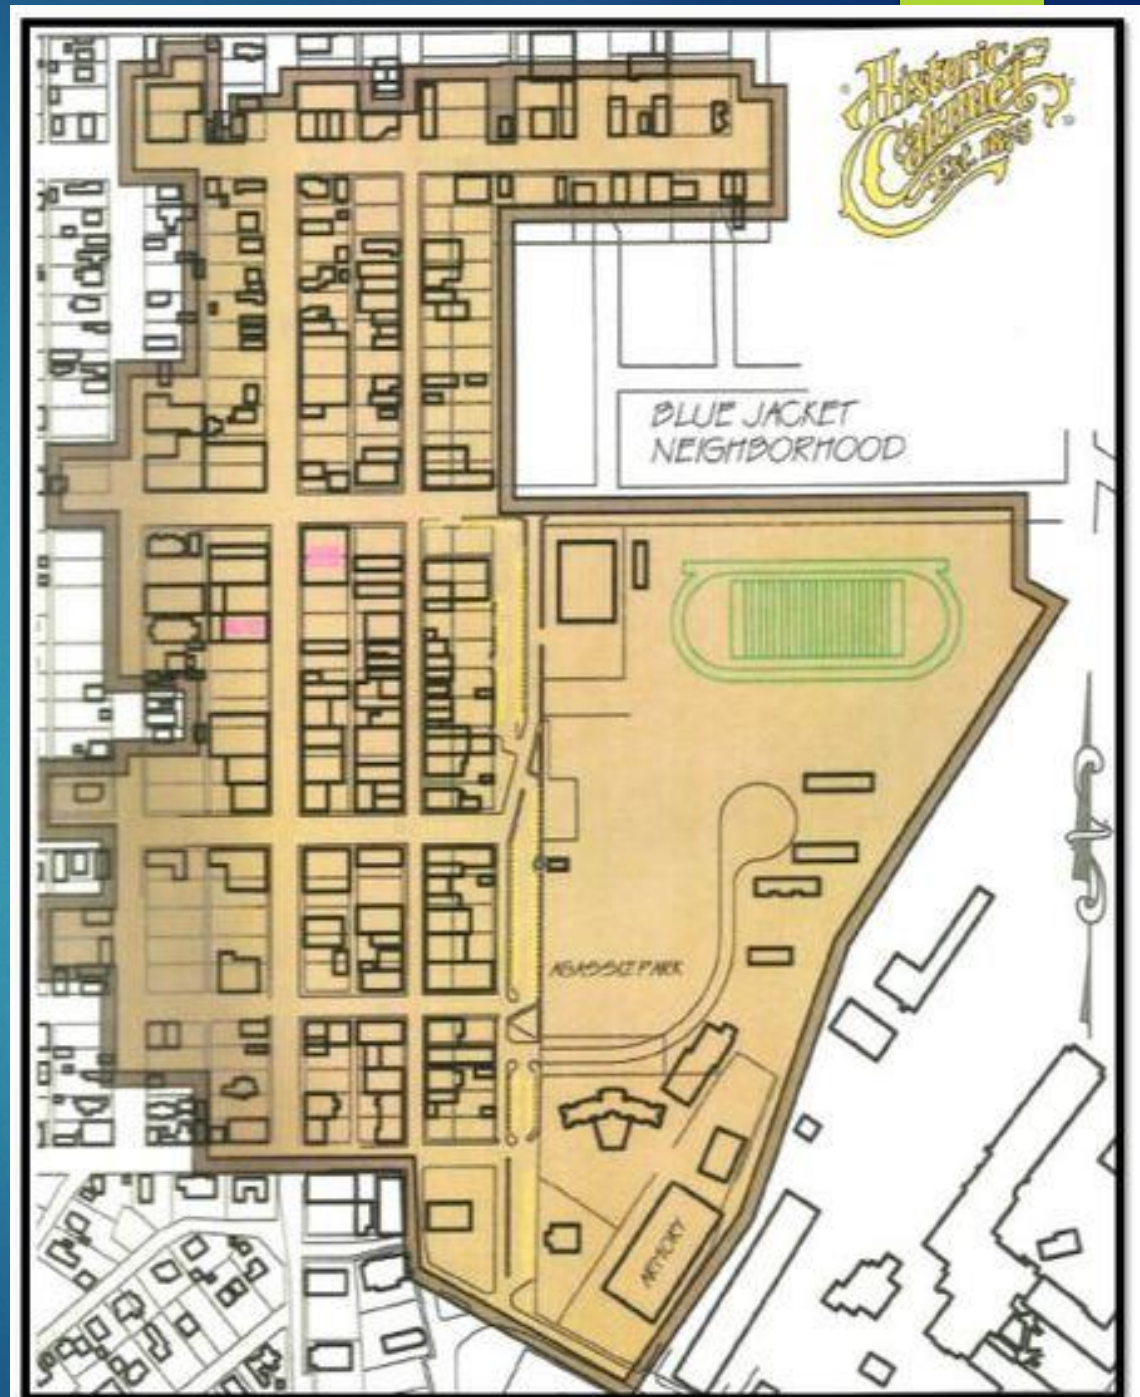 Historic
Calumet
Est. 1875
BLUE JACKET
NEIGHBORHOOD
AGASSIZ PARK
ARMORY